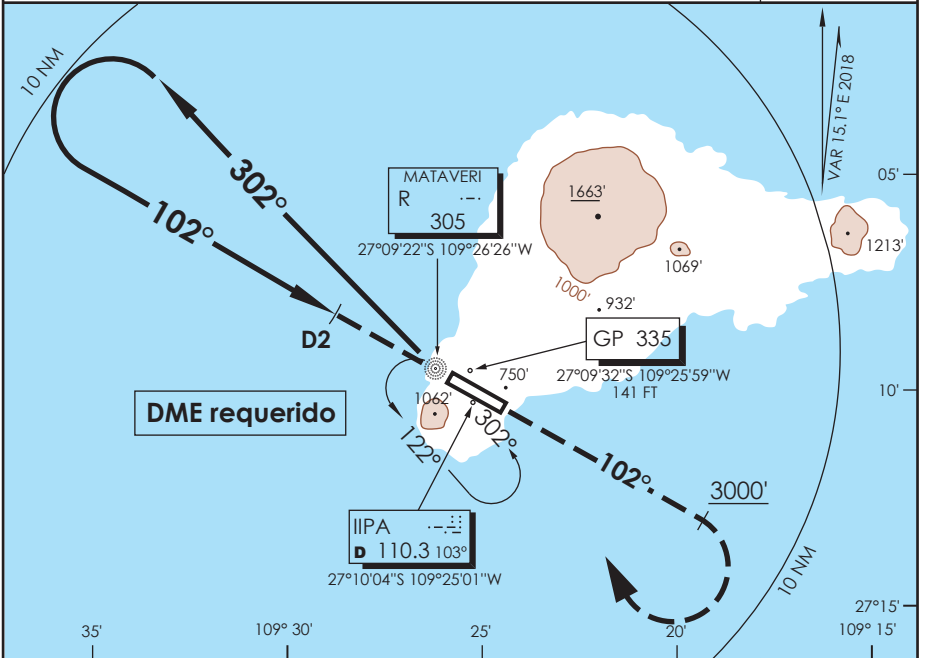 10 NM
VAR 15.1° E 2018
05'
302°
102°
MATAVERI
R ·–·
305
27°09'22"S 109°26'26"W
1663'
1069'
1213'
1000'
932'
GP 335
27°09'32"S 109°25'59"W
141 FT
D2
750'
10'
DME requerido
1062'
302°
122°
102°.
3000'
IIPA
D 110.3 103°
27°10'04"S 109°25'01"W
10 NM
27°15'
35'
109° 30'
25'
20'
109° 15'